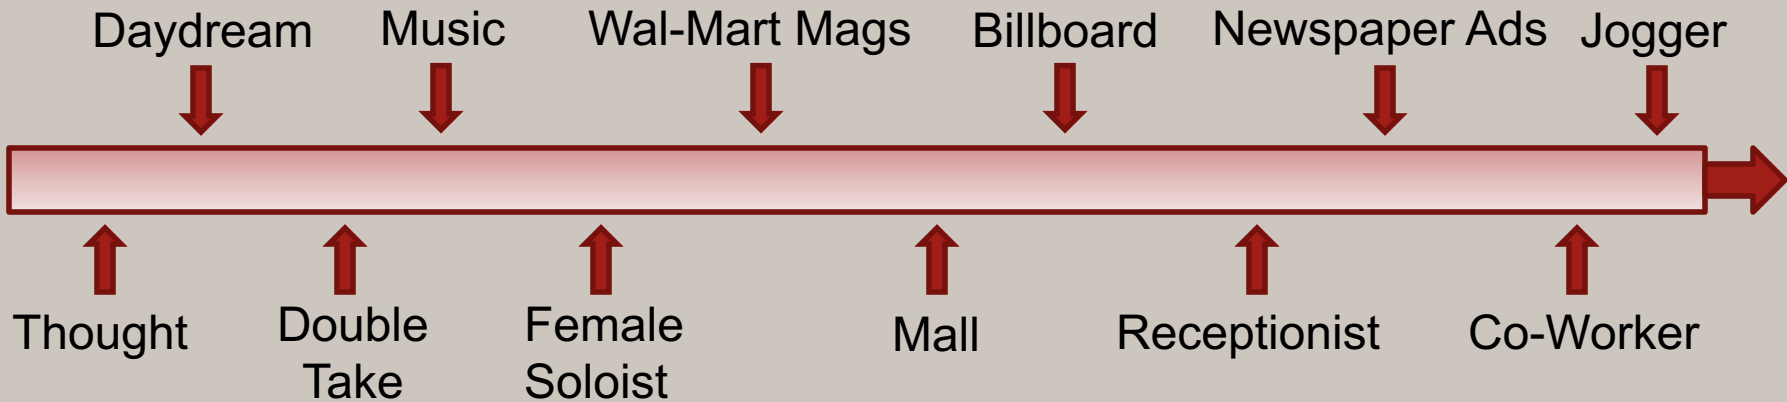 Daydream Music Wal-Mart Mags Billboard Newspaper Ads Jogger
Thought
Double
Take
Female
Soloist
Mall
Receptionist
Co-Worker